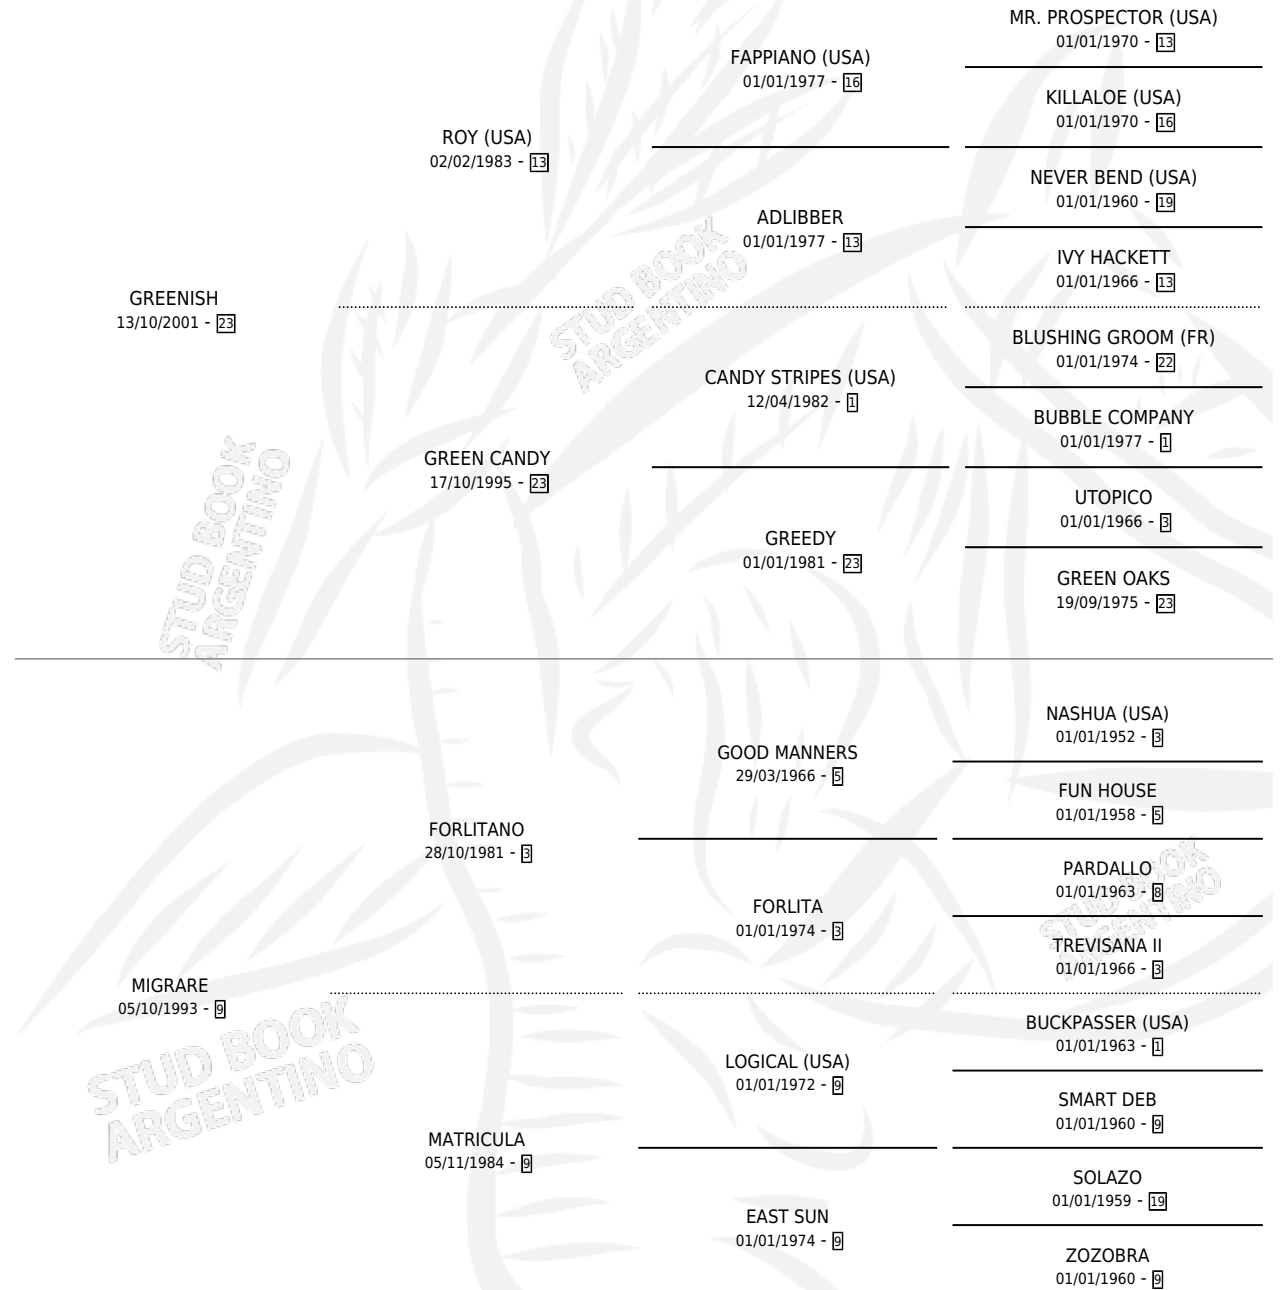 MR. PROSPECTOR (USA)
01/01/1970 - 13
FAPPIANO (USA)
01/01/1977 - 16
KILLALOE (USA)
01/01/1970 - 16
ROY (USA)
02/02/1983 - 13
NEVER BEND (USA)
01/01/1960 - 19
ADLIBBER
01/01/1977 - 13
IVY HACKETT
01/01/1966 - 13
GREENISH
13/10/2001 - 23
BLUSHING GROOM (FR)
01/01/1974 - 22
CANDY STRIPES (USA)
12/04/1982 - 1
BUBBLE COMPANY
01/01/1977 - 1
GREEN CANDY
17/10/1995 - 23
UTOPICO
01/01/1966 - 3
GREEDY
01/01/1981 - 23
GREEN OAKS
19/09/1975 - 23
NASHUA (USA)
01/01/1952 - 3
GOOD MANNERS
29/03/1966 - 5
FUN HOUSE
01/01/1958 - 5
FORLITANO
28/10/1981 - 3
PARDALLO
01/01/1963 - 8
FORLITA
01/01/1974 - 3
TREVISANA II
01/01/1966 - 3
MIGRARE
05/10/1993 - 9
BUCKPASSER (USA)
01/01/1963 - 1
LOGICAL (USA)
01/01/1972 - 9
SMART DEB
01/01/1960 - 9
MATRICULA
05/11/1984 - 9
SOLAZO
01/01/1959 - 19
EAST SUN
01/01/1974 - 9
ZOZOBRA
01/01/1960 - 9
STUD BOOK
ARGENTINO
STUD BOOK
ARGENTINO
STUD BOOK
ARGENTINO
STUD BOOK
ARGENTINO